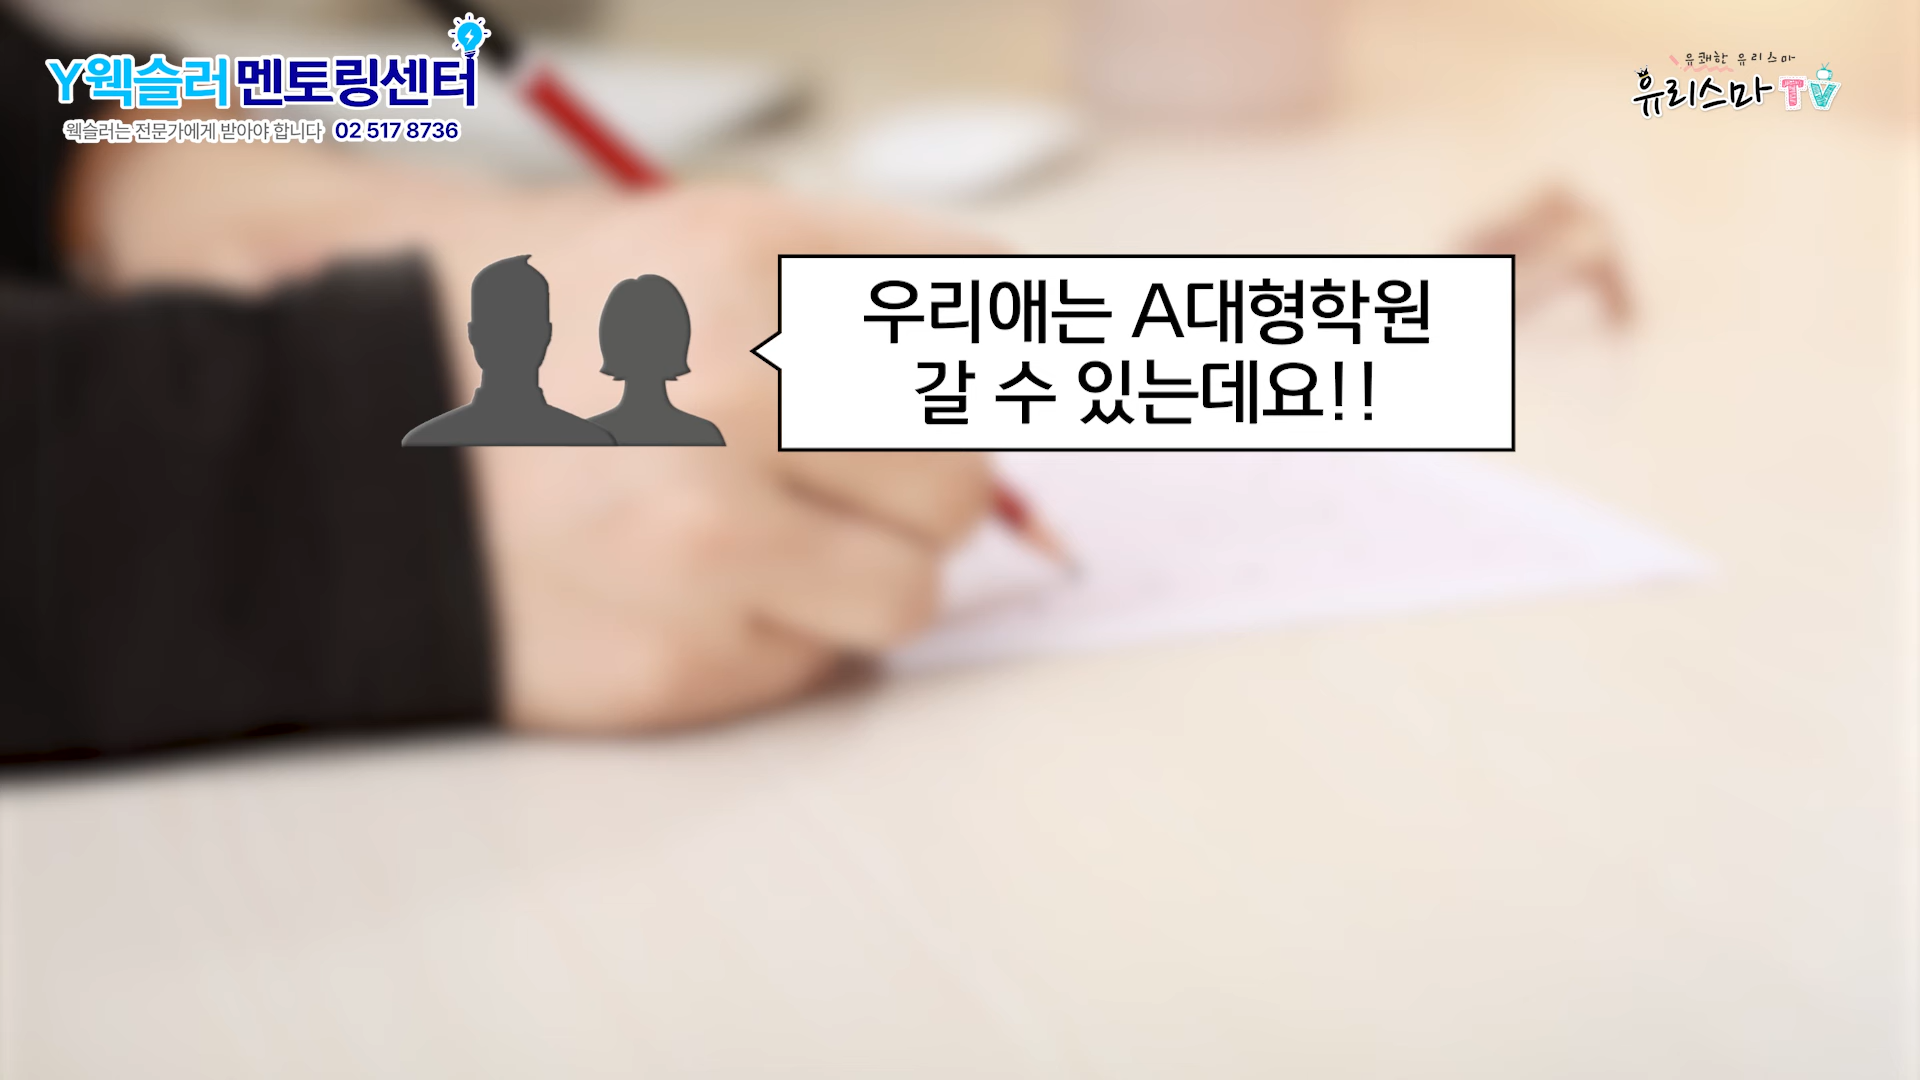 Y웩슬러 멘토링센터
웩슬러는 전문가에게 받아야 합니다 02 517 8736
유쾌한 유리스마
유리스마 TV
우리애는 A대형학원
갈 수 있는데요!!